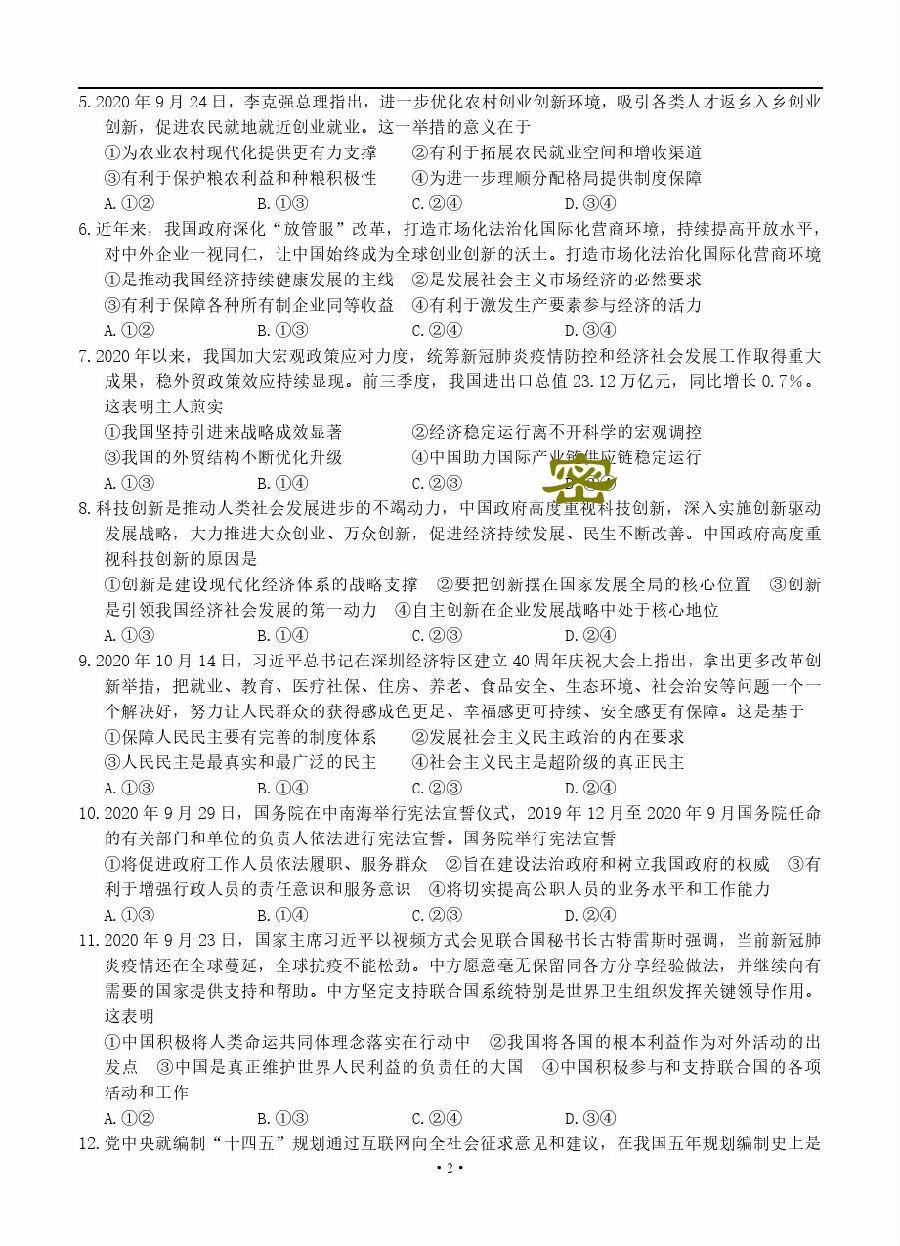 5. 2020 年 9 月 24 日，李克强总理指出，进一步优化农村创业创新环境，吸引各类人才返乡入乡创业
创新，促进农民就地就近创业就业。这一举措的意义在于
①为农业农村现代化提供更有力支撑 ②有利于拓展农民就业空间和增收渠道
③有利于保护粮农利益和种粮积极性 ④为进一步理顺分配格局提供制度保障
A. ①② B. ①③ C. ②④ D. ③④
6. 近年来，我国政府深化“放管服”改革，打造市场化法治化国际化营商环境，持续提高开放水平，
对中外企业一视同仁，让中国始终成为全球创业创新的沃土。打造市场化法治化国际化营商环境
①是推动我国经济持续健康发展的主线 ②是发展社会主义市场经济的必然要求
③有利于保障各种所有制企业同等收益 ④有利于激发生产要素参与经济的活力
A. ①② B. ①③ C. ②④ D. ③④
7. 2020 年以来，我国加大宏观政策应对力度，统筹新冠肺炎疫情防控和经济社会发展工作取得重大
成果，稳外贸政策效应持续显现。前三季度，我国进出口总值 23.12 万亿元，同比增长 0.7%。
这表明主人煎实
①我国坚持引进来战略成效显著 ②经济稳定运行离不开科学的宏观调控
③我国的外贸结构不断优化升级 ④中国助力国际产业链供应链稳定运行
A. ①③ B. ①④ C. ②③
密
8. 科技创新是推动人类社会发展进步的不竭动力，中国政府高度重视科技创新，深入实施创新驱动
发展战略，大力推进大众创业、万众创新，促进经济持续发展、民生不断改善。中国政府高度重
视科技创新的原因是
①创新是建设现代化经济体系的战略支撑 ②要把创新摆在国家发展全局的核心位置 ③创新
是引领我国经济社会发展的第一动力 ④自主创新在企业发展战略中处于核心地位
A. ①③ B. ①④ C. ②③ D. ②④
9. 2020 年 10 月 14 日，习近平总书记在深圳经济特区建立 40 周年庆祝大会上指出，拿出更多改革创
新举措，把就业、教育、医疗社保、住房、养老、食品安全、生态环境、社会治安等问题一个一
个解决好，努力让人民群众的获得感成色更足、幸福感更可持续、安全感更有保障。这是基于
①保障人民民主要有完善的制度体系 ②发展社会主义民主政治的内在要求
③人民民主是最真实和最广泛的民主 ④社会主义民主是超阶级的真正民主
A. ①③ B. ①④ C. ②③ D. ②④
10. 2020 年 9 月 29 日，国务院在中南海举行宪法宣誓仪式，2019 年 12 月至 2020 年 9 月国务院任命
的有关部门和单位的负责人依法进行宪法宣誓。国务院举行宪法宣誓
①将促进政府工作人员依法履职、服务群众 ②旨在建设法治政府和树立我国政府的权威 ③有
利于增强行政人员的责任意识和服务意识 ④将切实提高公职人员的业务水平和工作能力
A. ①③ B. ①④ C. ②③ D. ②④
11. 2020 年 9 月 23 日，国家主席习近平以视频方式会见联合国秘书长古特雷斯时强调，当前新冠肺
炎疫情还在全球蔓延，全球抗疫不能松劲。中方愿意毫无保留同各方分享经验做法，并继续向有
需要的国家提供支持和帮助。中方坚定支持联合国系统特别是世界卫生组织发挥关键领导作用。
这表明
①中国积极将人类命运共同体理念落实在行动中 ②我国将各国的根本利益作为对外活动的出
发点 ③中国是真正维护世界人民利益的负责任的大国 ④中国积极参与和支持联合国的各项
活动和工作
A. ①② B. ①③ C. ②④ D. ③④
12. 党中央就编制“十四五”规划通过互联网向全社会征求意见和建议，在我国五年规划编制史上是
• 2 •